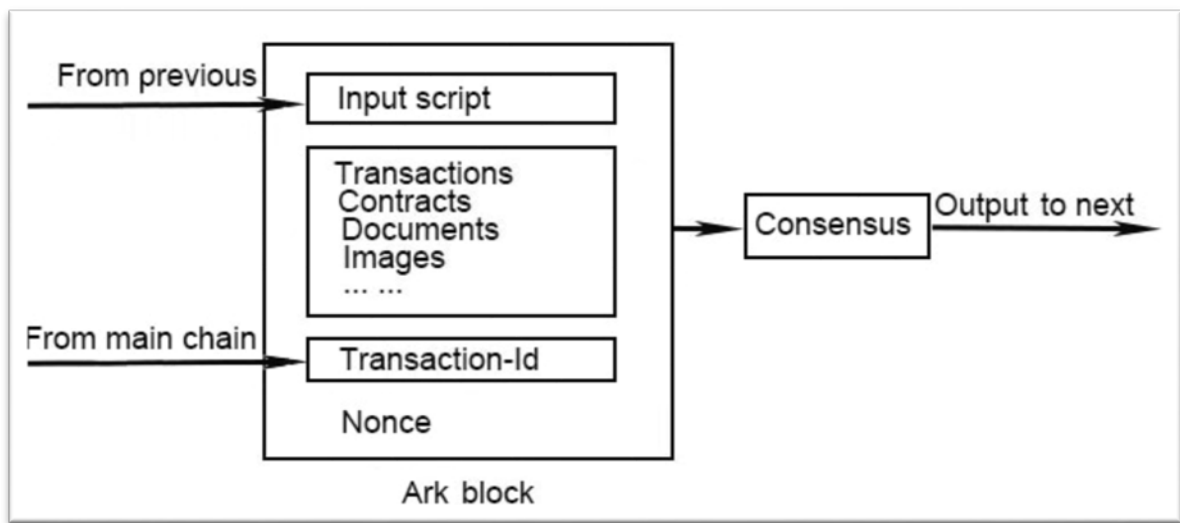 From previous
Input script
Transactions
Contracts
Documents
Images
... ...
Consensus
Output to next
From main chain
Transaction-Id
Nonce
Ark block